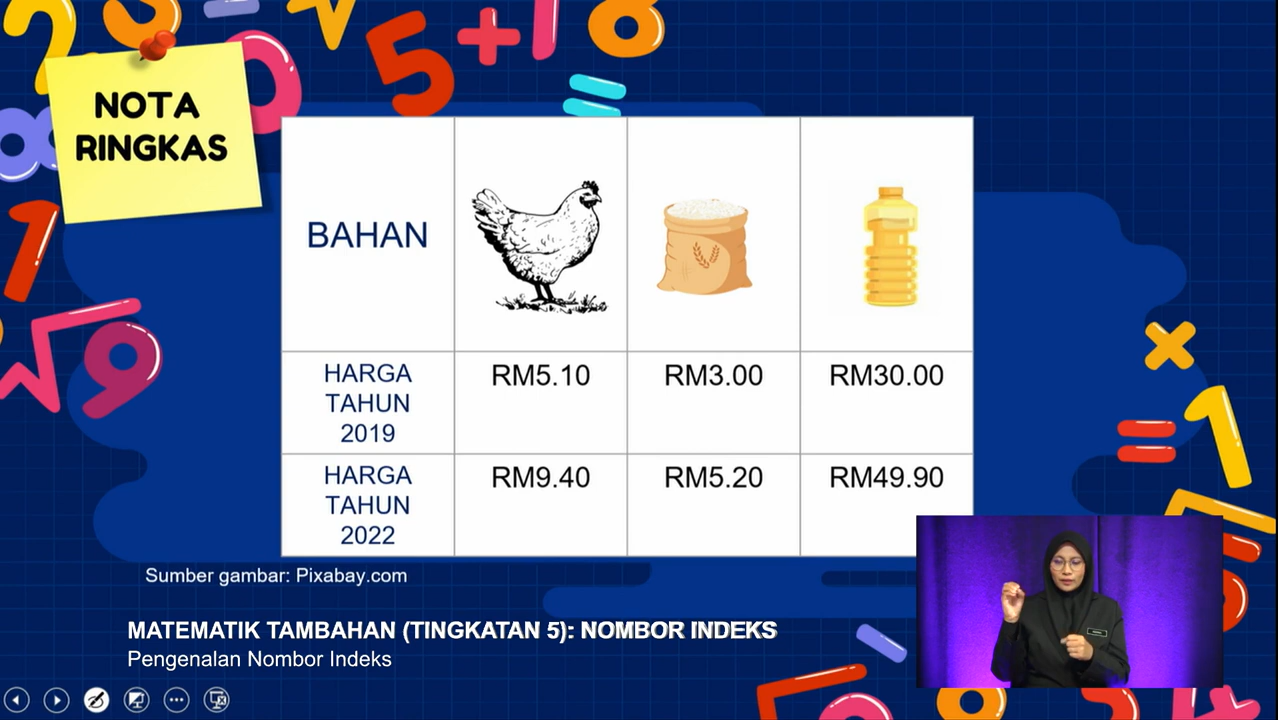 NOTA
RINGKAS
BAHAN
HARGA
TAHUN
2019
RM5.10
RM3.00
RM30.00
HARGA
TAHUN
2022
RM9.40
RM5.20
RM49.90
Sumber gambar: Pixabay.com
MATEMATIK TAMBAHAN (TINGKATAN 5): NOMBOR INDEKS
Pengenalan Nombor Indeks